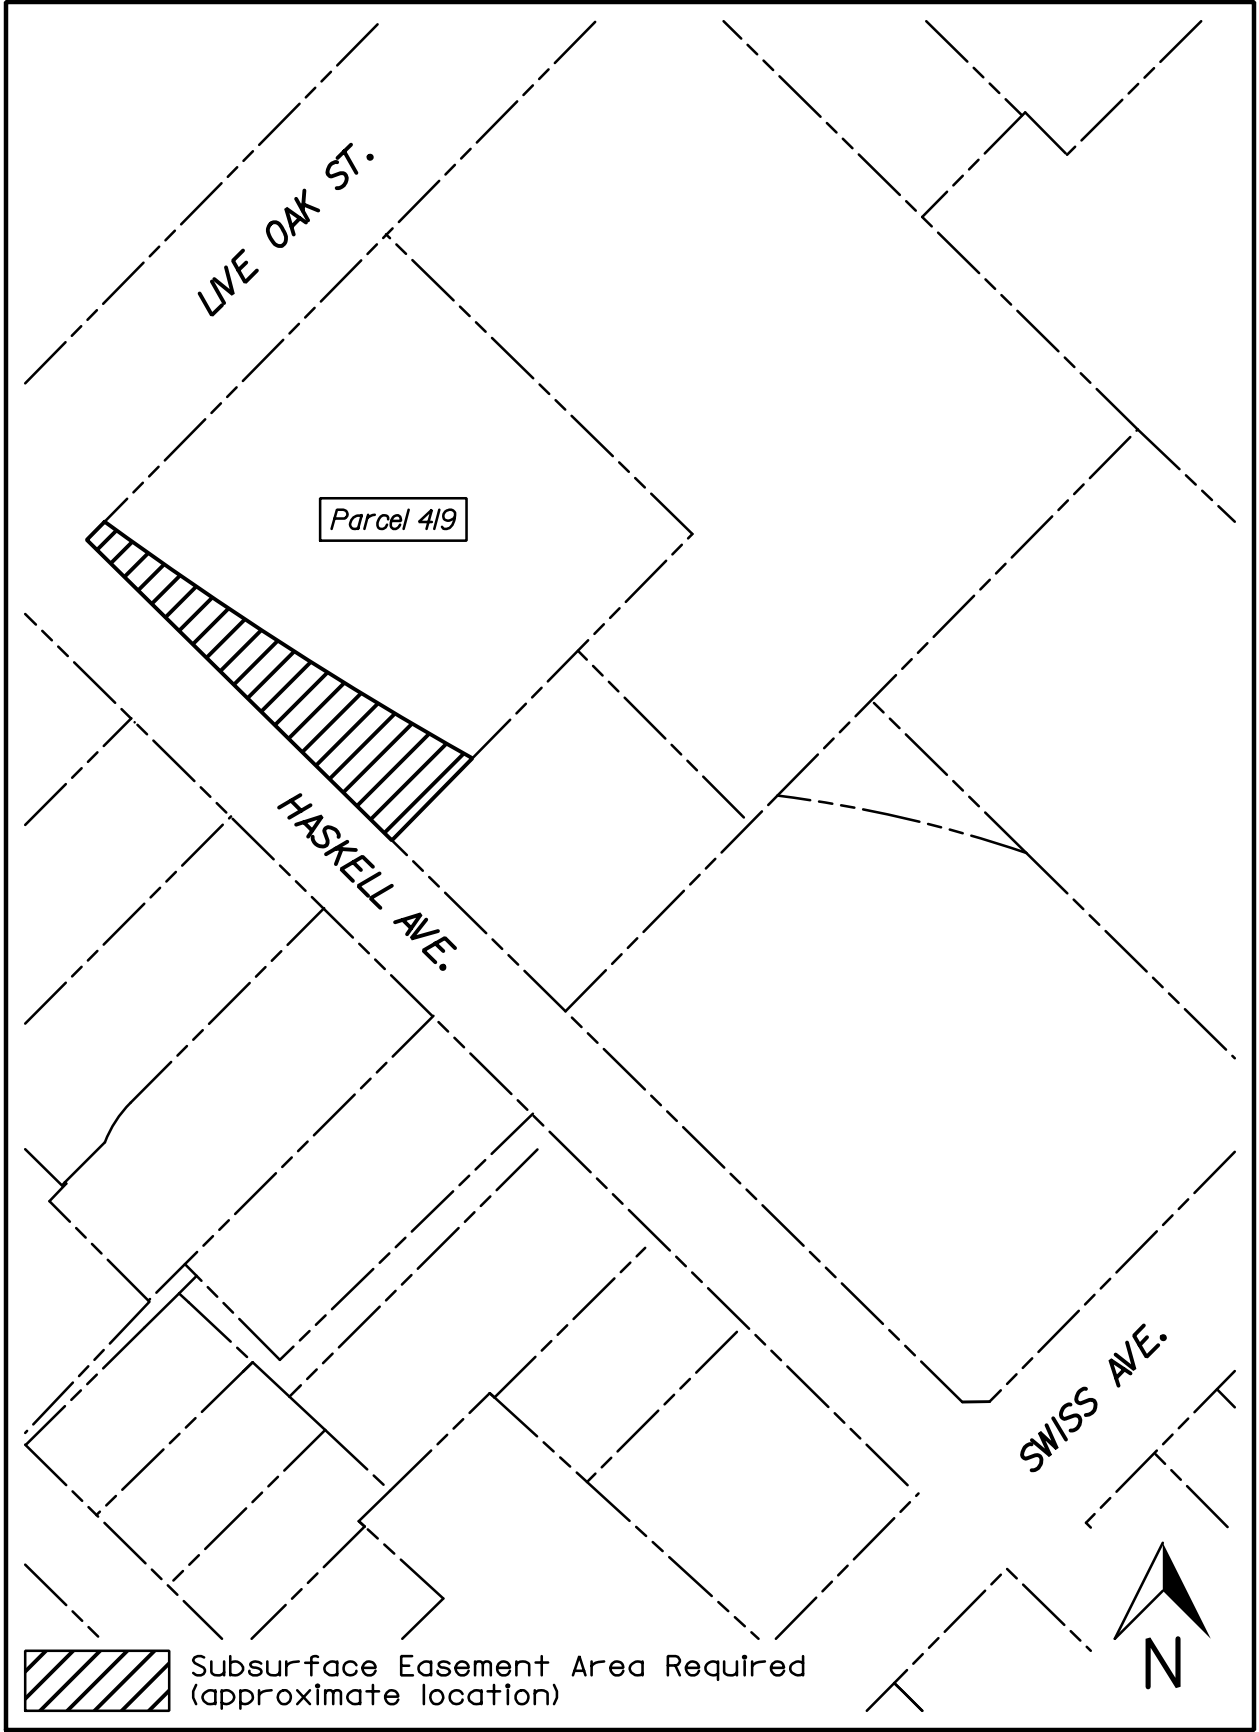 LIVE OAK ST.
Parcel 419
HASKELL AVE.
SWISS AVE.
N
Subsurface Easement Area Required
(approximate location)